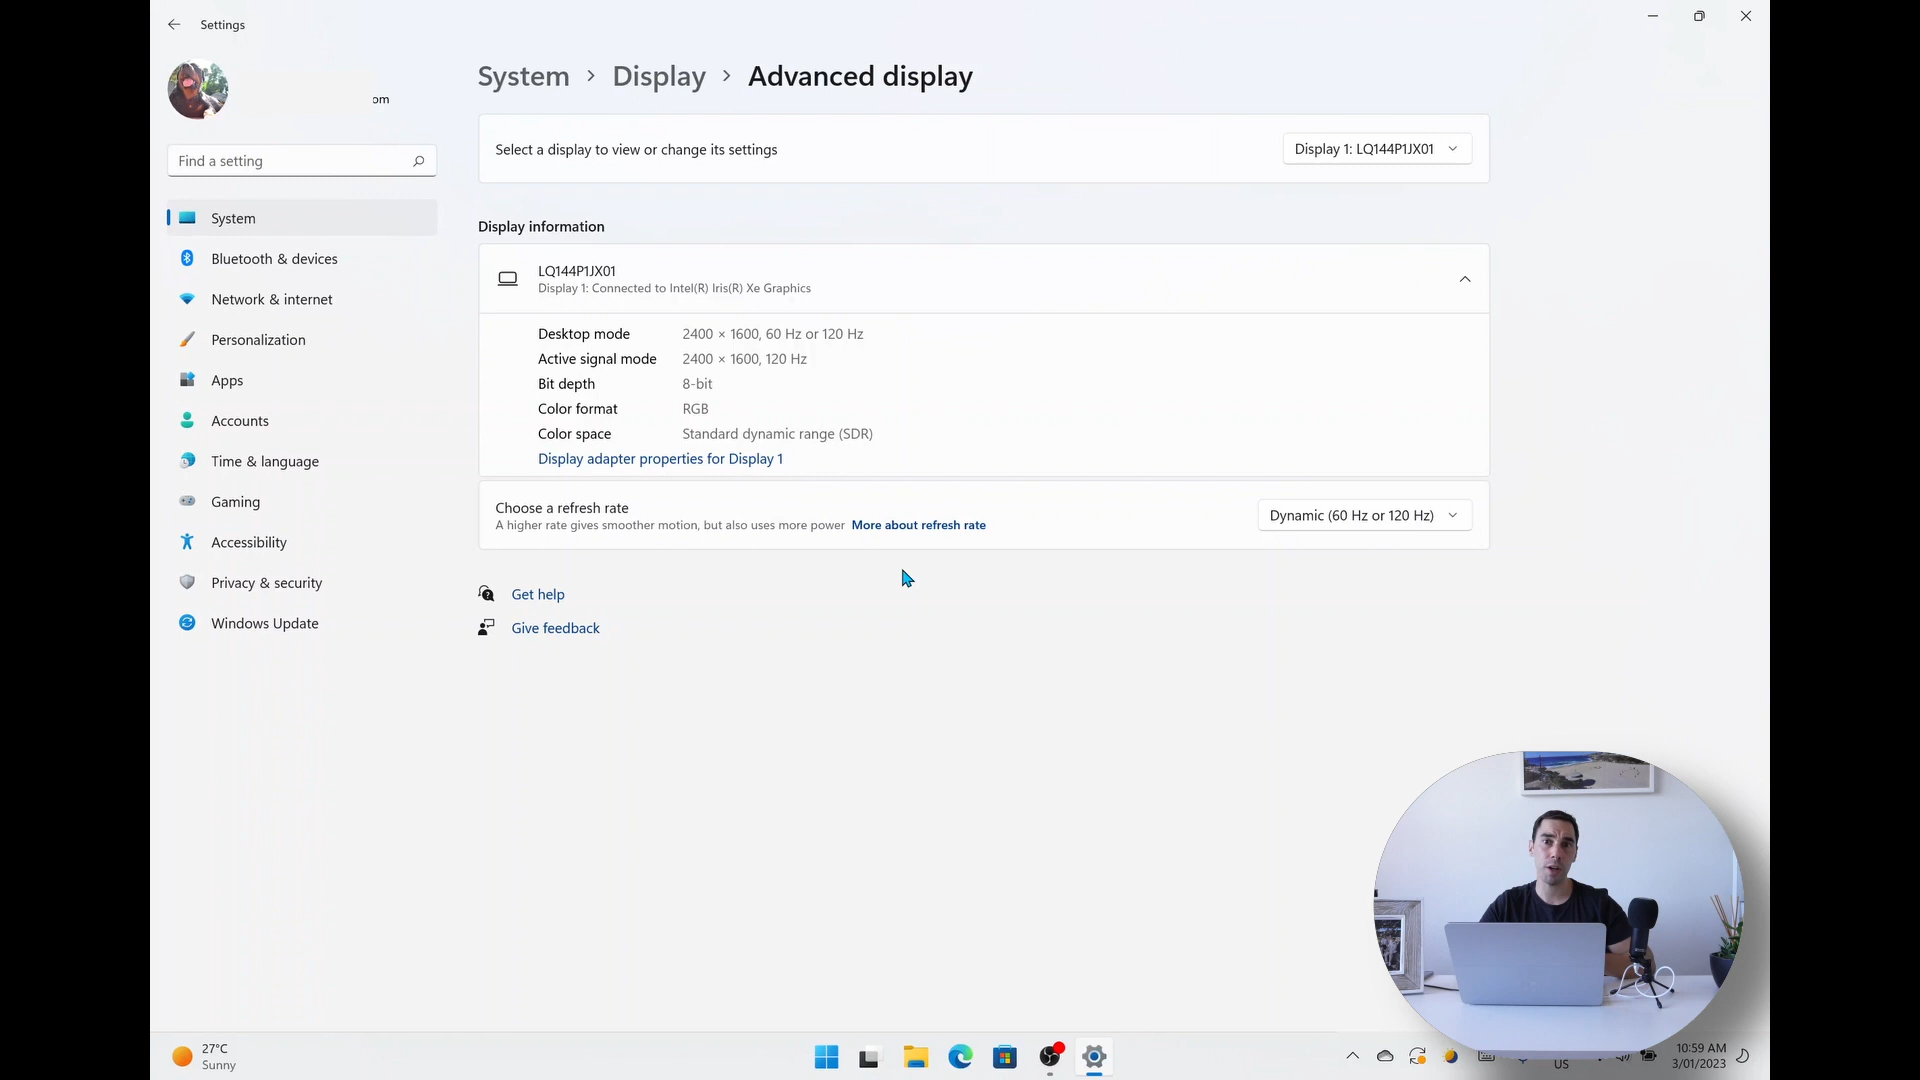 Settings
om
Find a setting
System
Bluetooth & devices
Network & internet
Personalization
Apps
Accounts
Time & language
Gaming
Accessibility
Privacy & security
Windows Update
System > Display > Advanced display
Select a display to view or change its settings
Display 1: LQ144P1JX01
Display information
LQ144P1JX01
Display 1: Connected to Intel(R) Iris(R) Xe Graphics
Desktop mode 2400 × 1600, 60 Hz or 120 Hz
Active signal mode 2400 × 1600, 120 Hz
Bit depth 8-bit
Color format RGB
Color space Standard dynamic range (SDR)
Display adapter properties for Display 1
Choose a refresh rate
A higher rate gives smoother motion, but also uses more power More about refresh rate
Dynamic (60 Hz or 120 Hz)
Get help
Give feedback
27°C
Sunny
US
10:59 AM
3/01/2023